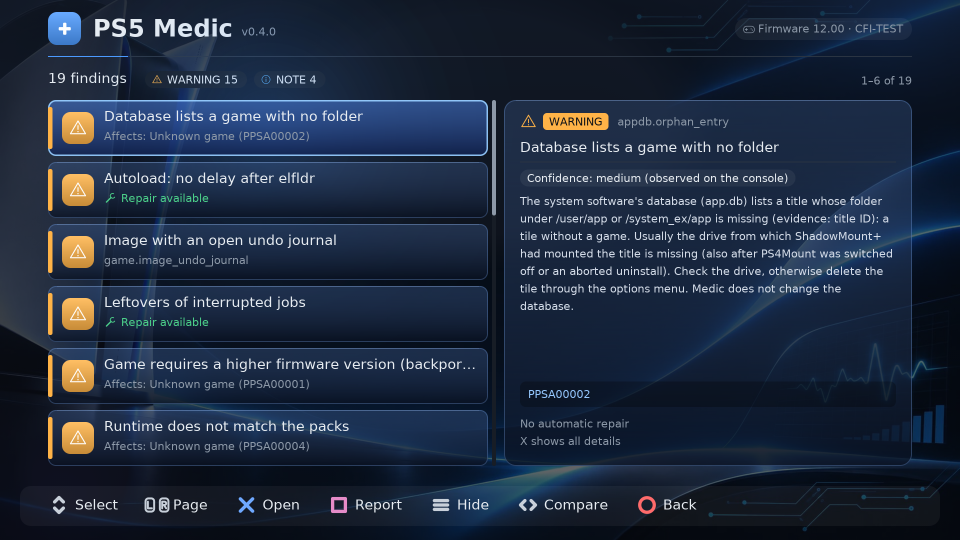 PS5 Medic v0.4.0
Firmware 12.00 · CFI-TEST
19 findings
WARNING 15
NOTE 4
1–6 of 19
Database lists a game with no folder
Affects: Unknown game (PPSA00002)
Autoload: no delay after elfldr
Repair available
Image with an open undo journal
game.image_undo_journal
Leftovers of interrupted jobs
Repair available
Game requires a higher firmware version (backpor…
Affects: Unknown game (PPSA00001)
Runtime does not match the packs
Affects: Unknown game (PPSA00004)
WARNING appdb.orphan_entry
Database lists a game with no folder
Confidence: medium (observed on the console)
The system software's database (app.db) lists a title whose folder
under /user/app or /system_ex/app is missing (evidence: title ID): a
tile without a game. Usually the drive from which ShadowMount+
had mounted the title is missing (also after PS4Mount was switched
off or an aborted uninstall). Check the drive, otherwise delete the
tile through the options menu. Medic does not change the
database.
PPSA00002
No automatic repair
X shows all details
Select
L R Page
Open
Report
Hide
Compare
Back